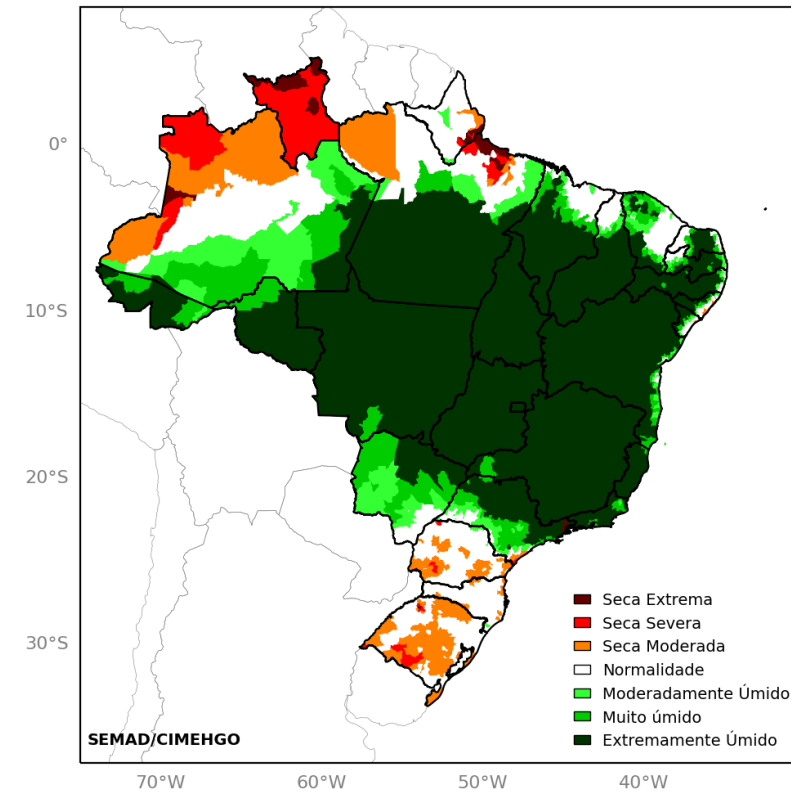 0°
10°S
20°S
30°S
Seca Extrema
Seca Severa
Seca Moderada
Normalidade
Moderadamente Úmido
Muito úmido
Extremamente Úmido
SEMAD/CIMEHGO
70°W 60°W 50°W 40°W